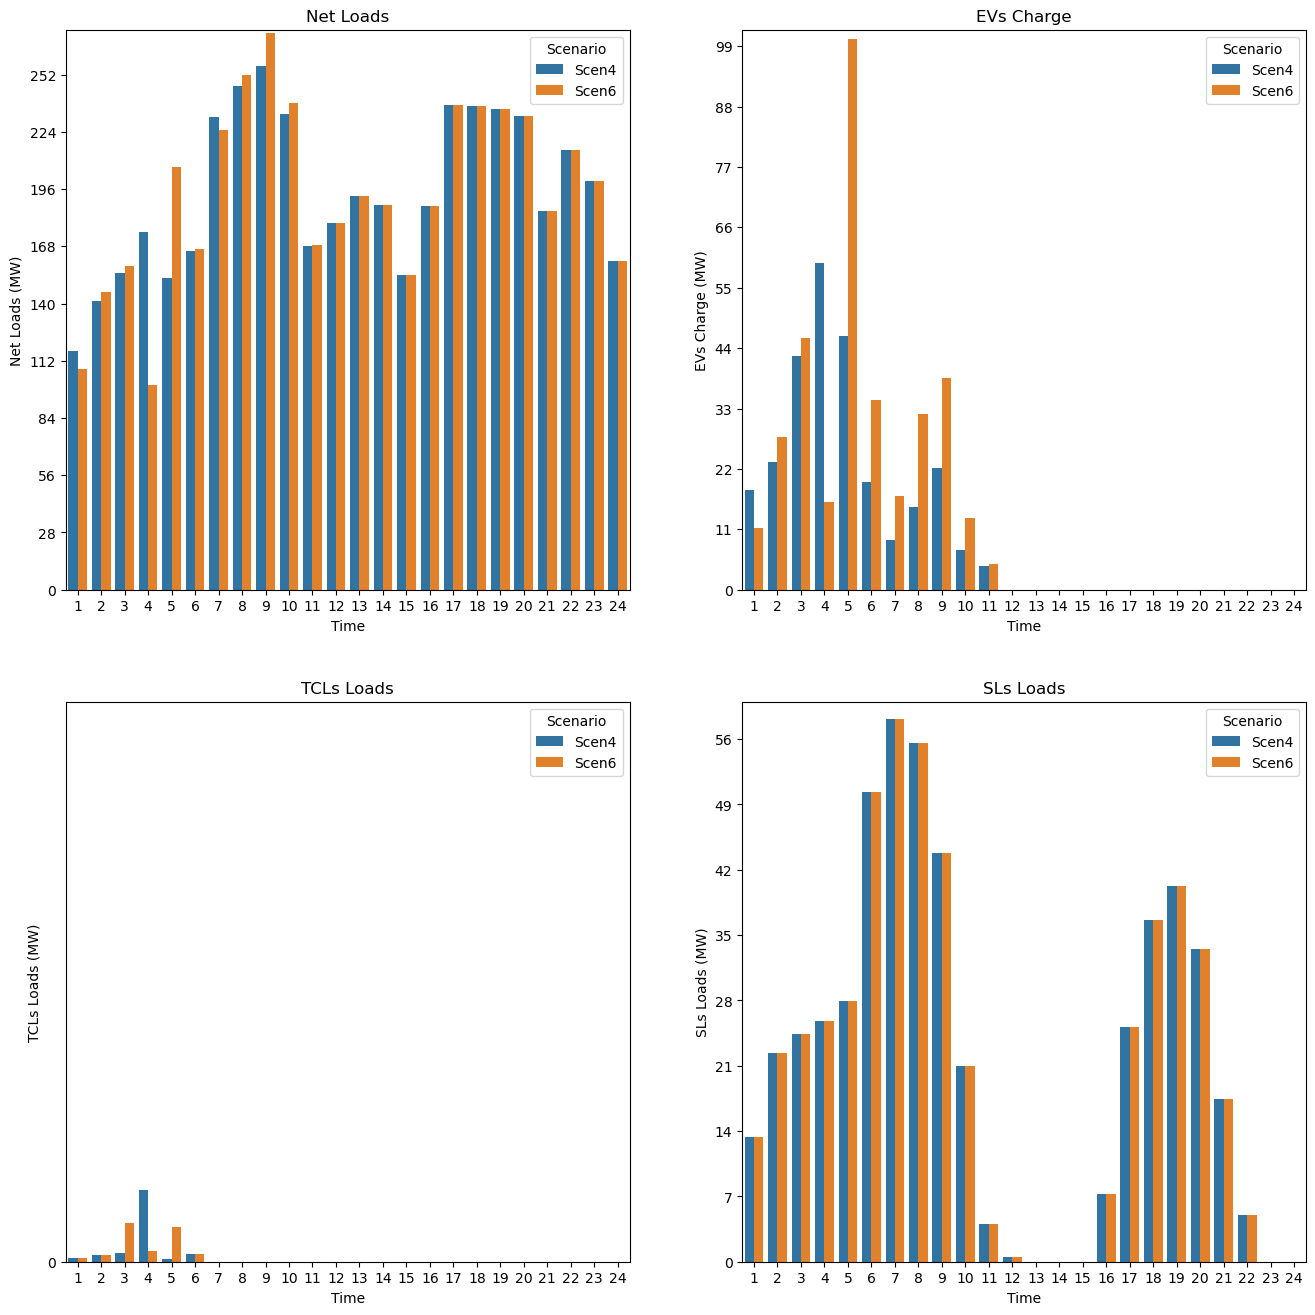 Net Loads
Net Loads (MW)
252
224
196
168
140
112
84
56
28
0
Scenario
Scen4
Scen6
1 2 3 4 5 6 7 8 9 10 11 12 13 14 15 16 17 18 19 20 21 22 23 24
Time
EVs Charge
EVs Charge (MW)
99
88
77
66
55
44
33
22
11
0
Scenario
Scen4
Scen6
1 2 3 4 5 6 7 8 9 10 11 12 13 14 15 16 17 18 19 20 21 22 23 24
Time
TCLs Loads
TCLs Loads (MW)
0
Scenario
Scen4
Scen6
1 2 3 4 5 6 7 8 9 10 11 12 13 14 15 16 17 18 19 20 21 22 23 24
Time
SLs Loads
SLs Loads (MW)
56
49
42
35
28
21
14
7
0
Scenario
Scen4
Scen6
1 2 3 4 5 6 7 8 9 10 11 12 13 14 15 16 17 18 19 20 21 22 23 24
Time